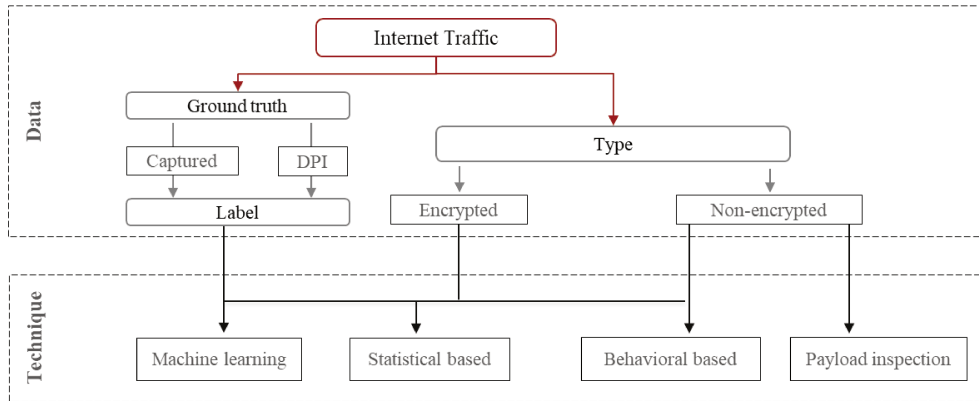 Internet Traffic
Data
Ground truth
Captured
DPI
Label
Type
Encrypted
Non-encrypted
Technique
Machine learning
Statistical based
Behavioral based
Payload inspection